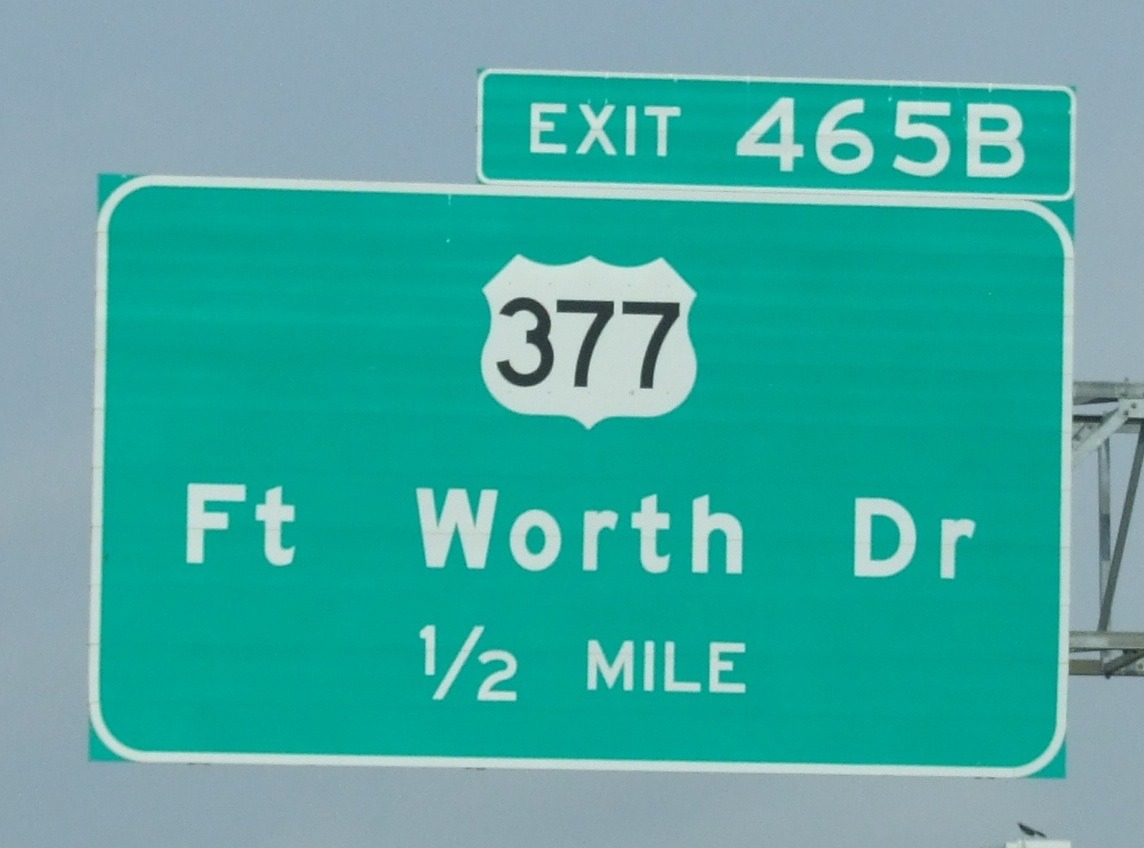 EXIT 465B
377
Ft Worth Dr
½ MILE